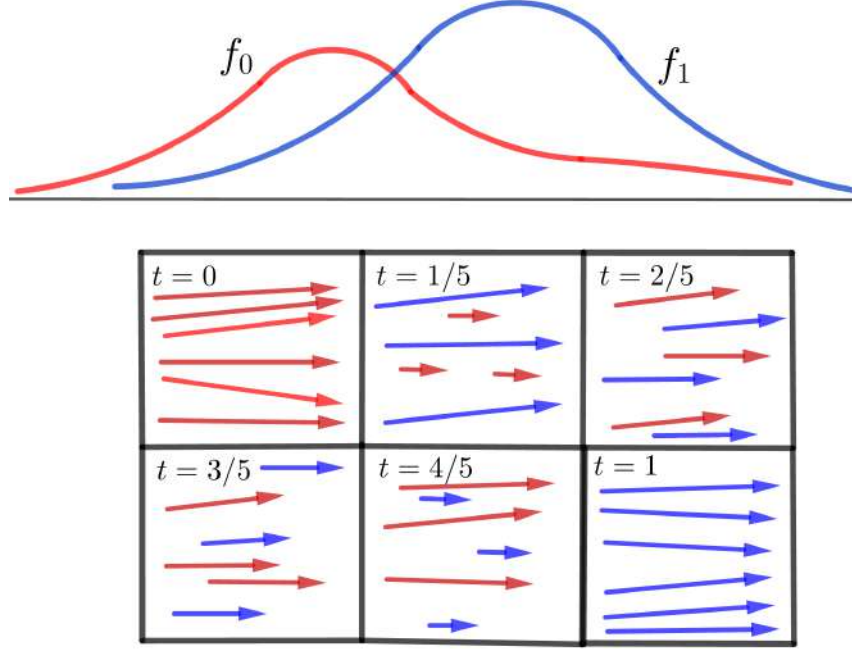 f₀ f₁
t = 0 t = 1/5 t = 2/5
t = 3/5 t = 4/5 t = 1